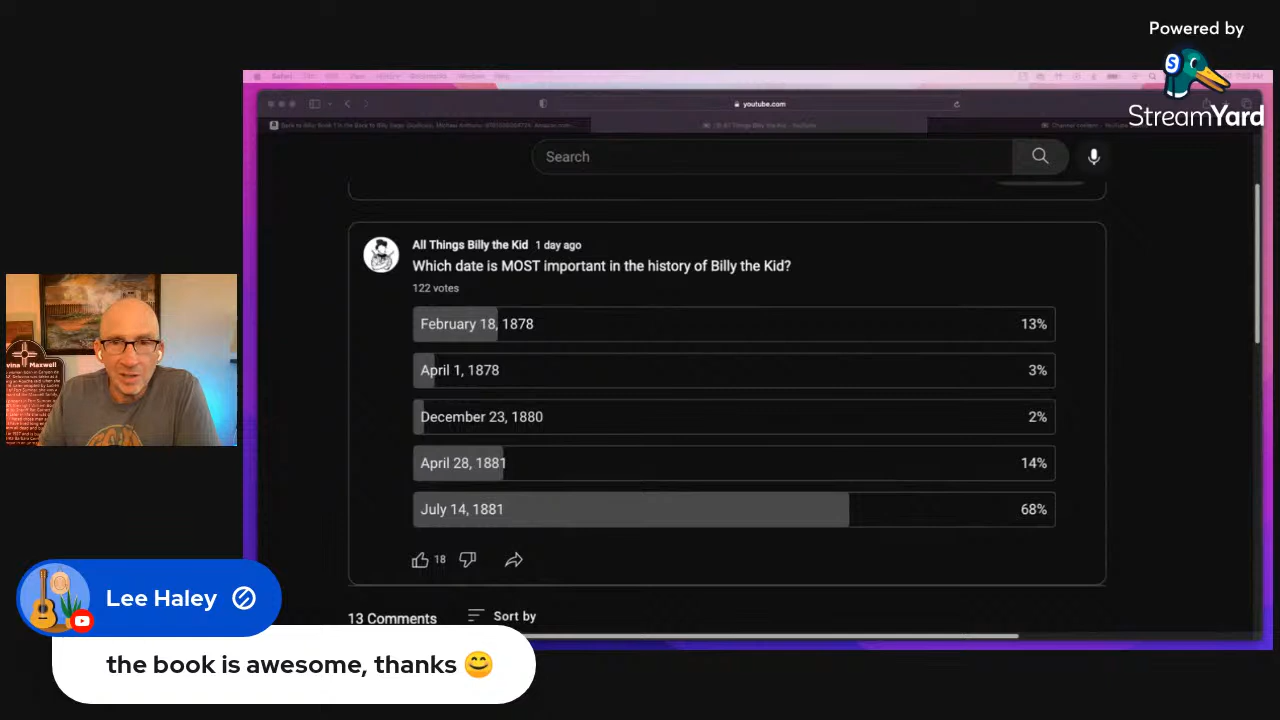 Powered by
StreamYard
youtube.com
Search
All Things Billy the Kid 1 day ago
Which date is MOST important in the history of Billy the Kid?
122 votes
February 18, 1878 13%
April 1, 1878 3%
December 23, 1880 2%
April 28, 1881 14%
July 14, 1881 68%
18
13 Comments Sort by
Maxwell
Lee Haley
the book is awesome, thanks 😊